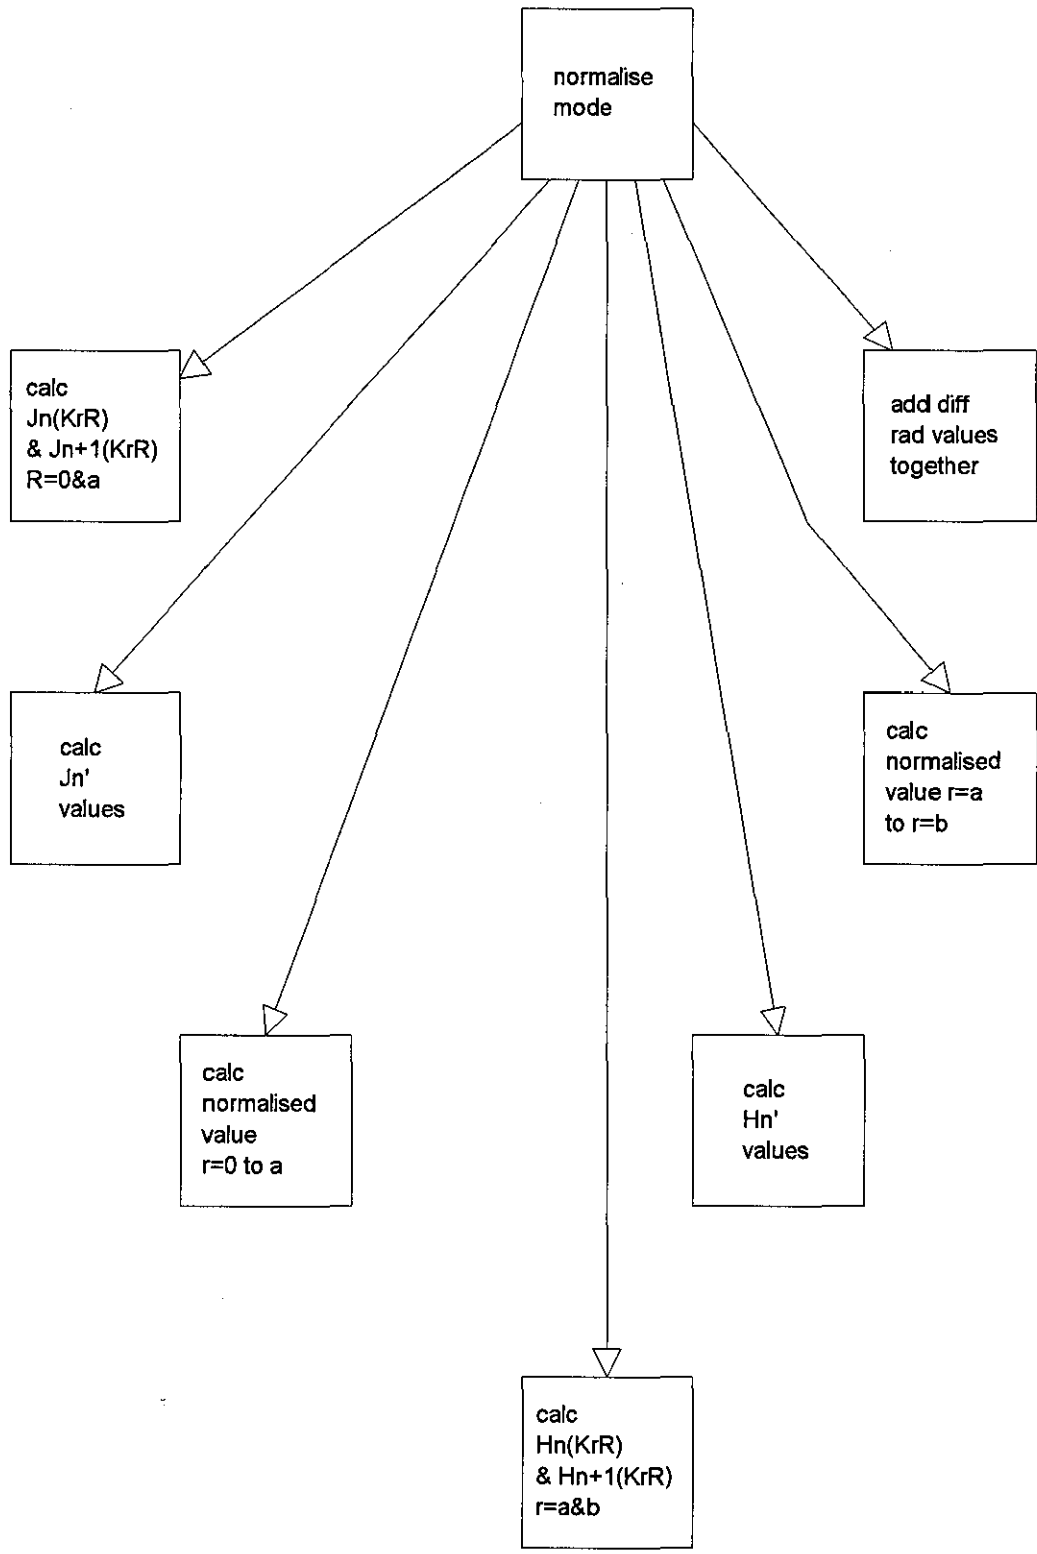 normalise
mode
calc
Jn(KrR)
& Jn+1(KrR)
R=0&a
add diff
rad values
together
calc
Jn'
values
calc
normalised
value r=a
to r=b
calc
normalised
value
r=0 to a
calc
Hn'
values
calc
Hn(KrR)
& Hn+1(KrR)
r=a&b